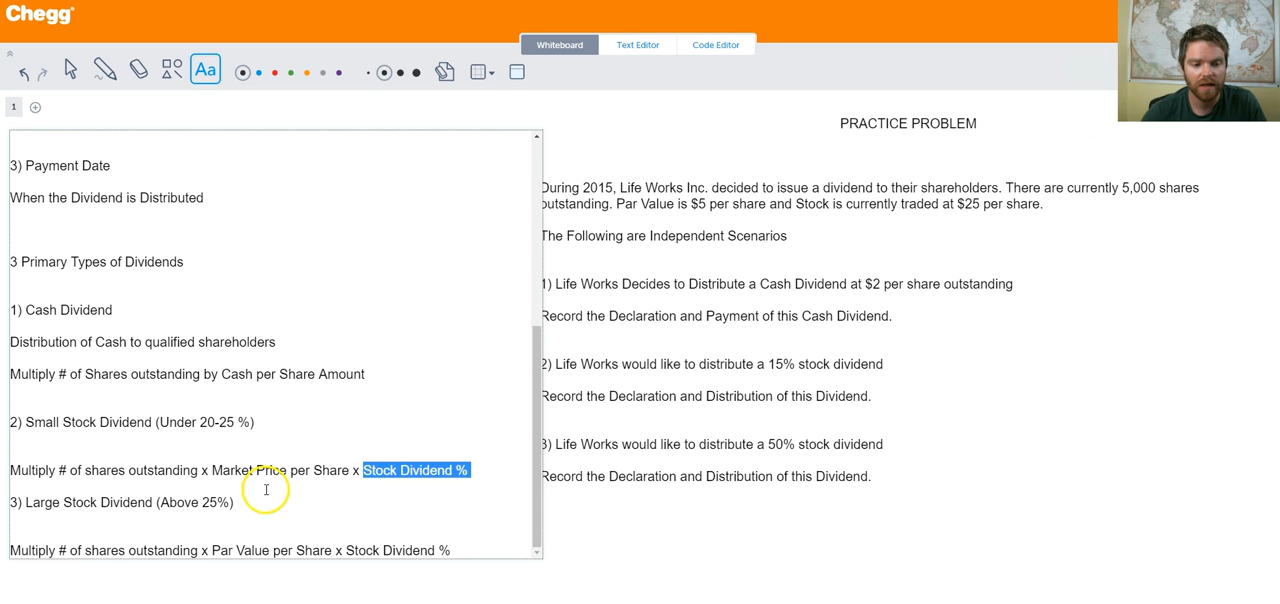 Chegg
Whiteboard
Text Editor
Code Editor
Aa
1
3) Payment Date
When the Dividend is Distributed
3 Primary Types of Dividends
1) Cash Dividend
Distribution of Cash to qualified shareholders
Multiply # of Shares outstanding by Cash per Share Amount
2) Small Stock Dividend (Under 20-25 %)
Multiply # of shares outstanding x Market Price per Share x Stock Dividend %
3) Large Stock Dividend (Above 25%)
Multiply # of shares outstanding x Par Value per Share x Stock Dividend %
PRACTICE PROBLEM
During 2015, Life Works Inc. decided to issue a dividend to their shareholders. There are currently 5,000 shares
outstanding. Par Value is $5 per share and Stock is currently traded at $25 per share.
The Following are Independent Scenarios
1) Life Works Decides to Distribute a Cash Dividend at $2 per share outstanding
Record the Declaration and Payment of this Cash Dividend.
2) Life Works would like to distribute a 15% stock dividend
Record the Declaration and Distribution of this Dividend.
3) Life Works would like to distribute a 50% stock dividend
Record the Declaration and Distribution of this Dividend.